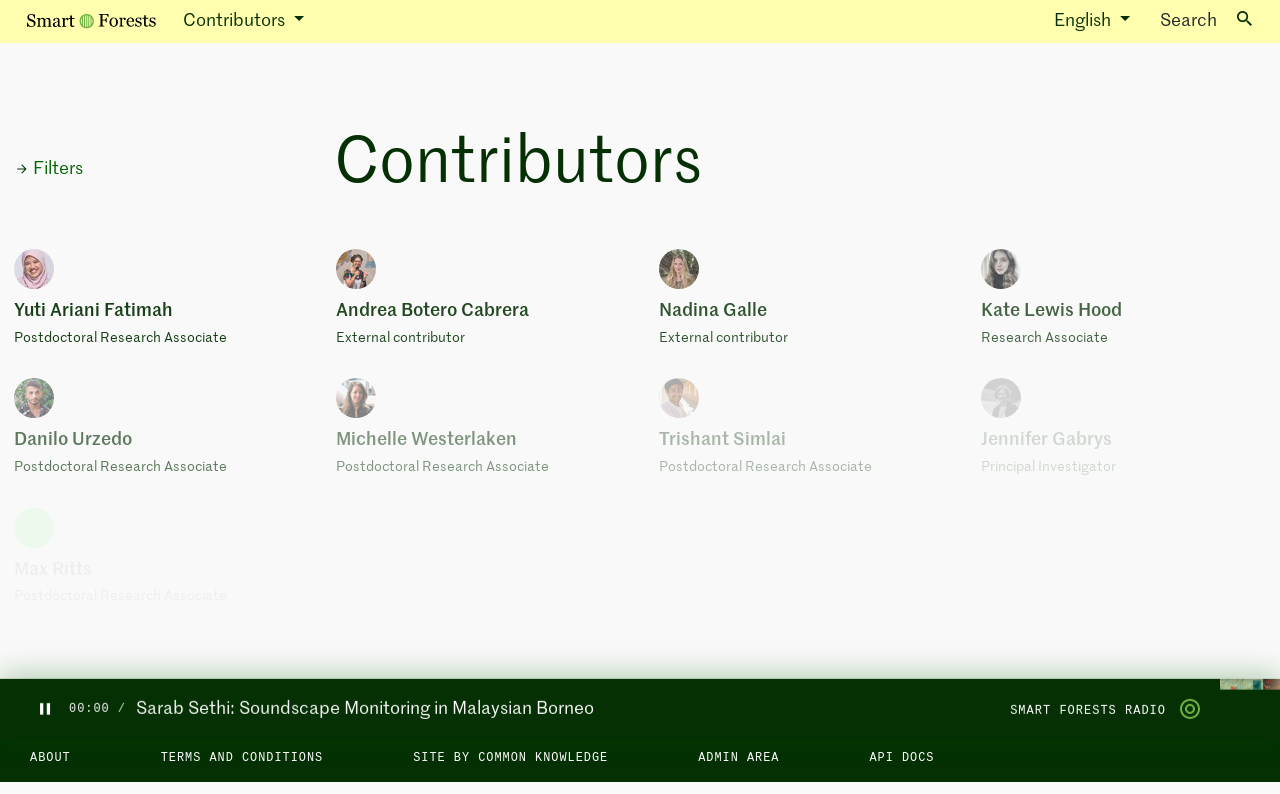 Smart Forests
Contributors
English
Search
Filters
Contributors
Yuti Ariani Fatimah
Postdoctoral Research Associate
Andrea Botero Cabrera
External contributor
Nadina Galle
External contributor
Kate Lewis Hood
Research Associate
Danilo Urzedo
Postdoctoral Research Associate
Michelle Westerlaken
Postdoctoral Research Associate
Trishant Simlai
Postdoctoral Research Associate
Jennifer Gabrys
Principal Investigator
Max Ritts
Postdoctoral Research Associate
00:00 / Sarab Sethi: Soundscape Monitoring in Malaysian Borneo
SMART FORESTS RADIO
ABOUT
TERMS AND CONDITIONS
SITE BY COMMON KNOWLEDGE
ADMIN AREA
API DOCS